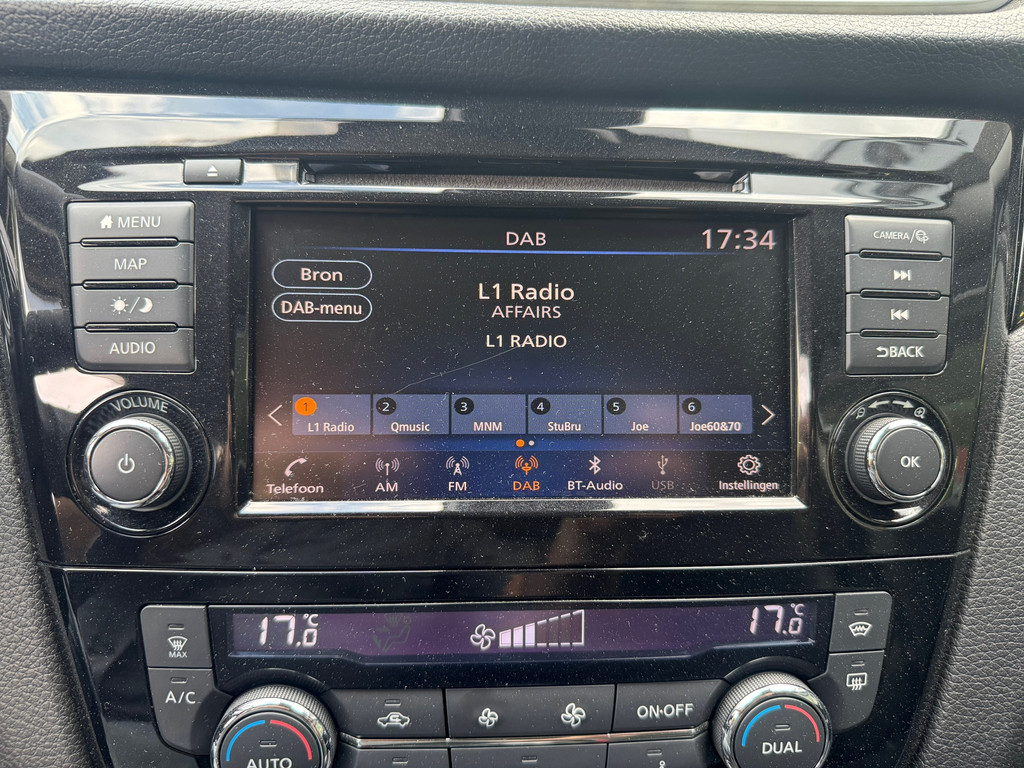 MENU
MAP
AUDIO
VOLUME
DAB
17:34
Bron
DAB-menu
L1 Radio
AFFAIRS
L1 RADIO
1 2 3 4 5 6
L1 Radio Qmusic MNM StuBru Joe Joe60&70
Telefoon AM FM DAB BT-Audio USB Instellingen
CAMERA/
BACK
OK
17.0°C
17.0°C
MAX
A/C
AUTO
ON·OFF
DUAL